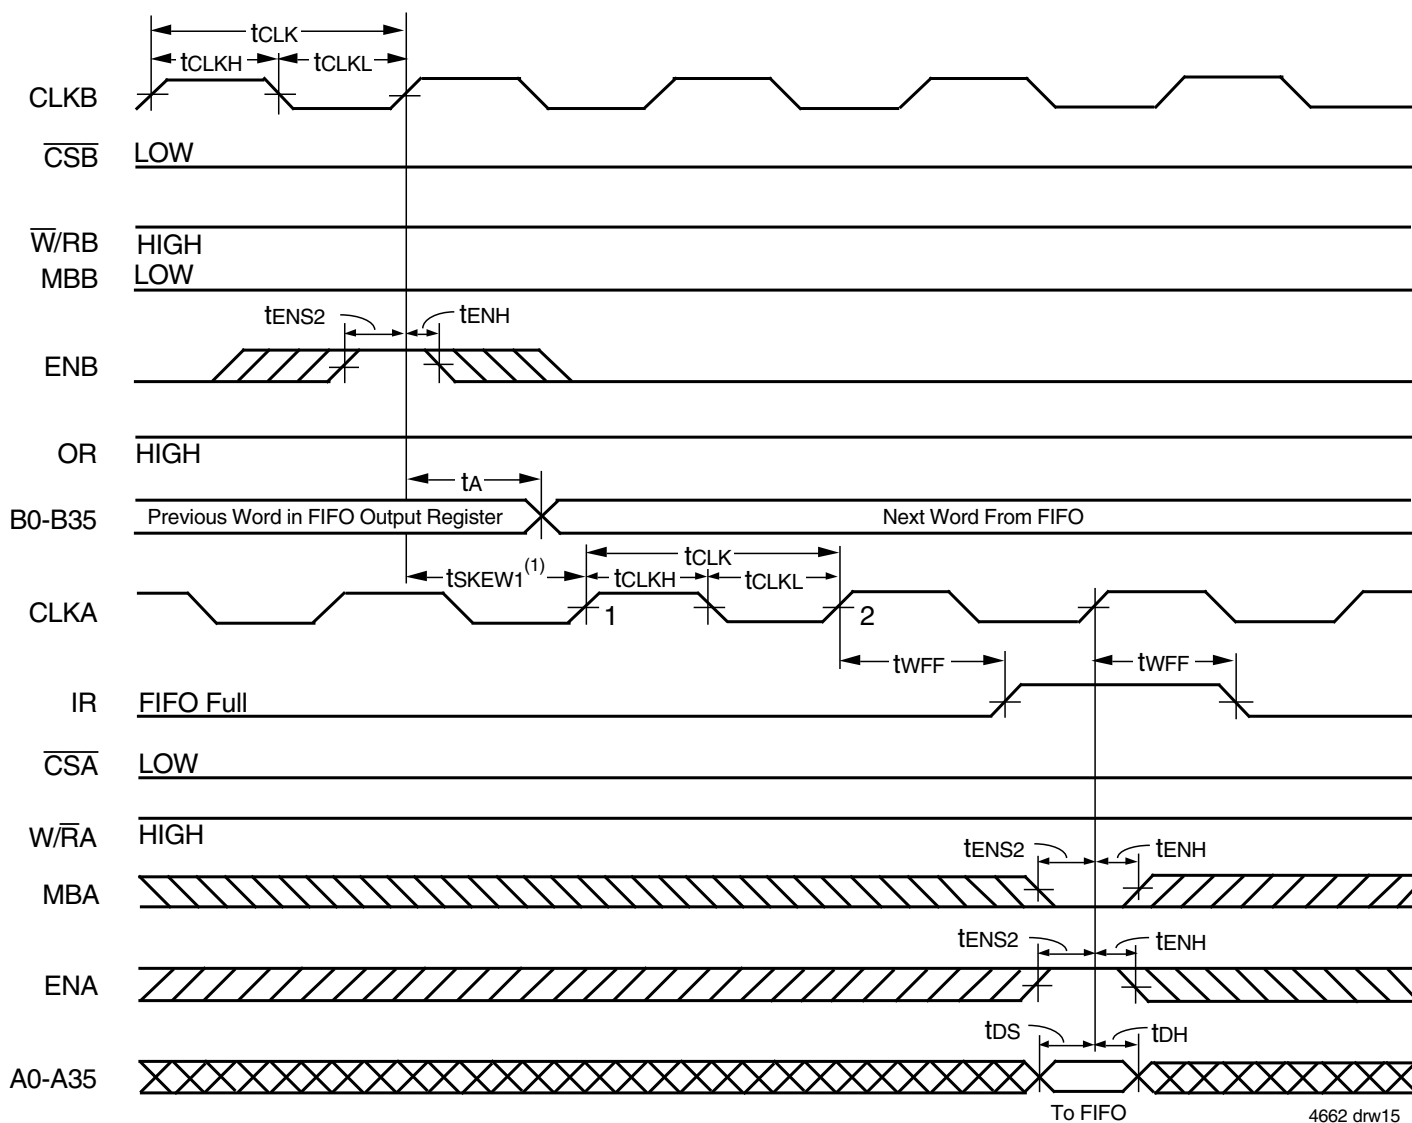 tCLK
tCLKH tCLKL
CLKB
CSB LOW
W/RB HIGH
MBB LOW
tENS2 tENH
ENB
OR HIGH
tA
B0-B35 Previous Word in FIFO Output Register Next Word From FIFO
tCLK
tSKEW1(1) tCLKH tCLKL
CLKA 1 2
tWFF tWFF
IR FIFO Full
CSA LOW
W/RA HIGH
tENS2 tENH
MBA
tENS2 tENH
ENA
tDS tDH
A0-A35
To FIFO
4662 drw15